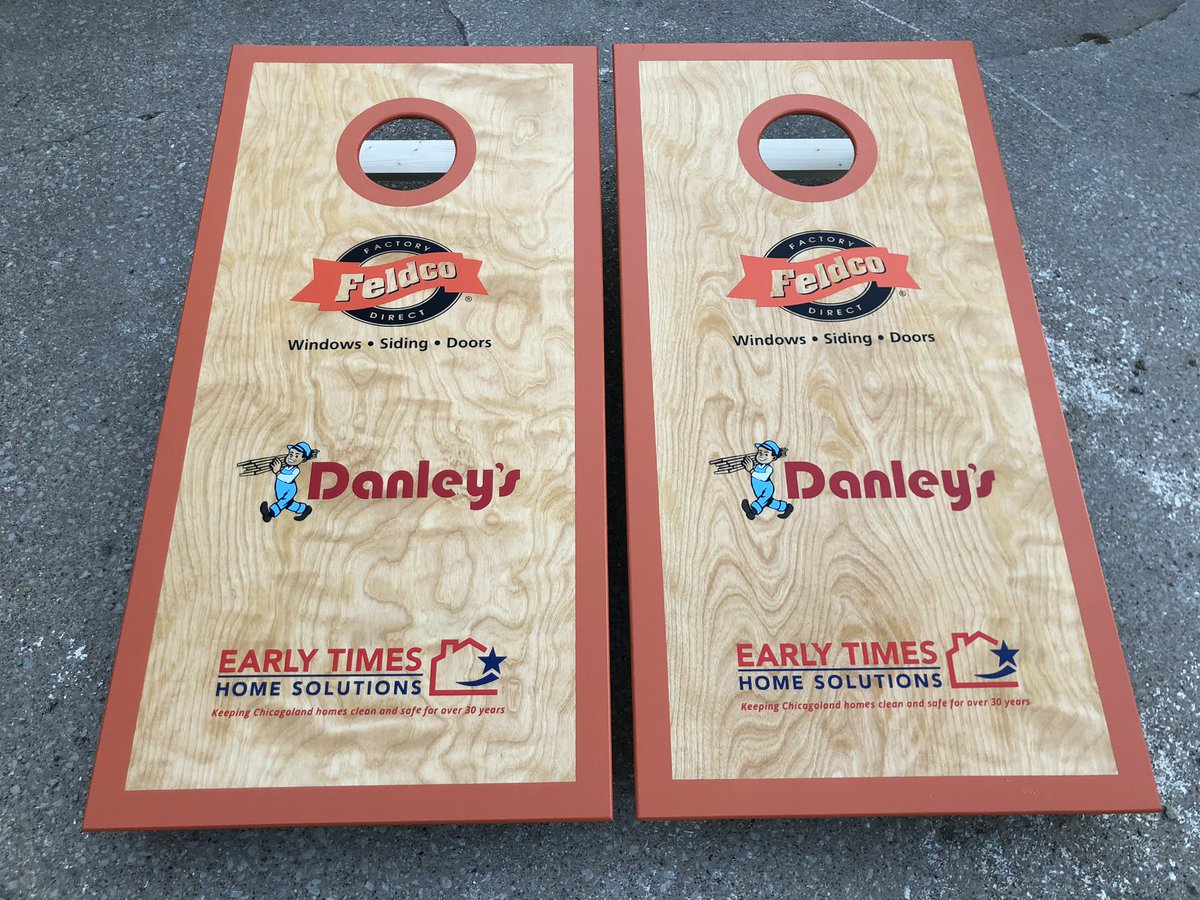 FACTORY
Feldco
®
DIRECT
Windows • Siding • Doors
Danley's
EARLY TIMES
HOME SOLUTIONS
Keeping Chicagoland homes clean and safe for over 30 years
FACTORY
Feldco
®
DIRECT
Windows • Siding • Doors
Danley's
EARLY TIMES
HOME SOLUTIONS
Keeping Chicagoland homes clean and safe for over 30 years